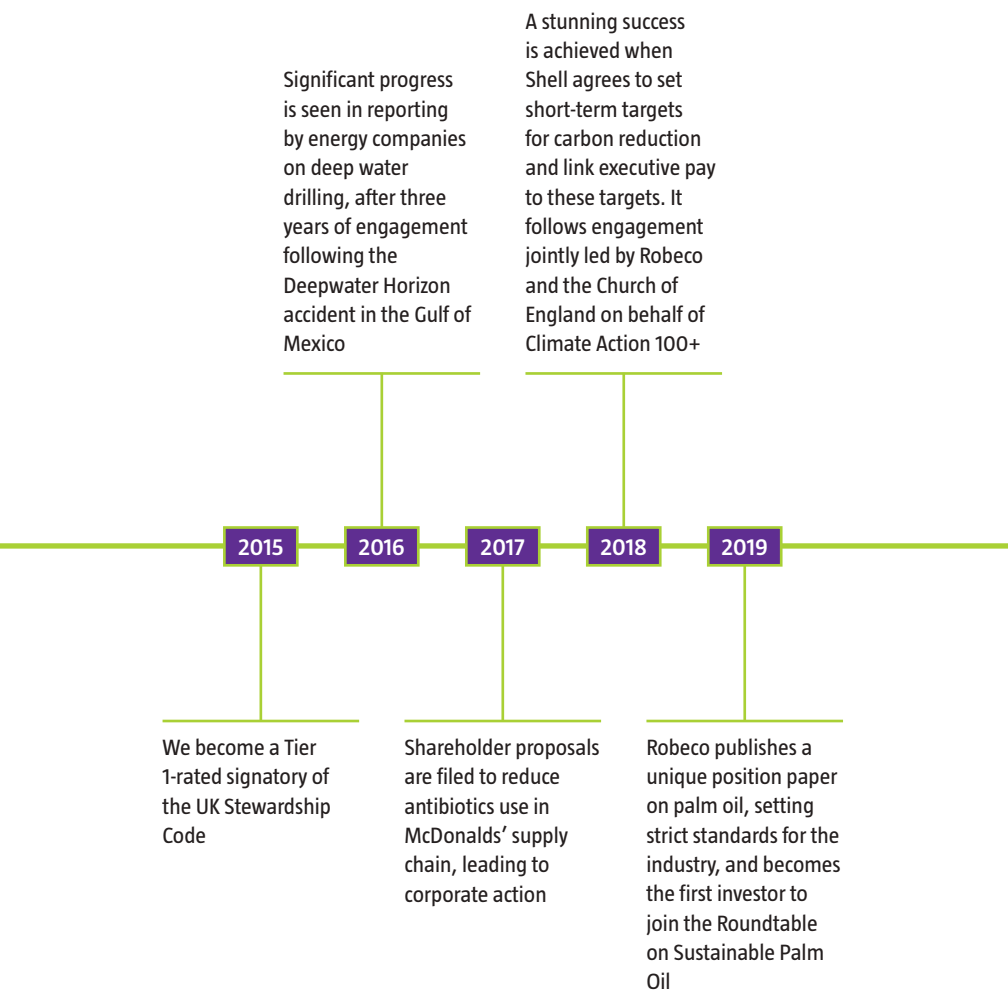 A stunning success
is achieved when
Shell agrees to set
short-term targets
for carbon reduction
and link executive pay
to these targets. It
follows engagement
jointly led by Robeco
and the Church of
England on behalf of
Climate Action 100+
Significant progress
is seen in reporting
by energy companies
on deep water
drilling, after three
years of engagement
following the
Deepwater Horizon
accident in the Gulf of
Mexico
2015
2016
2017
2018
2019
We become a Tier
1-rated signatory of
the UK Stewardship
Code
Shareholder proposals
are filed to reduce
antibiotics use in
McDonalds’ supply
chain, leading to
corporate action
Robeco publishes a
unique position paper
on palm oil, setting
strict standards for the
industry, and becomes
the first investor to
join the Roundtable
on Sustainable Palm
Oil